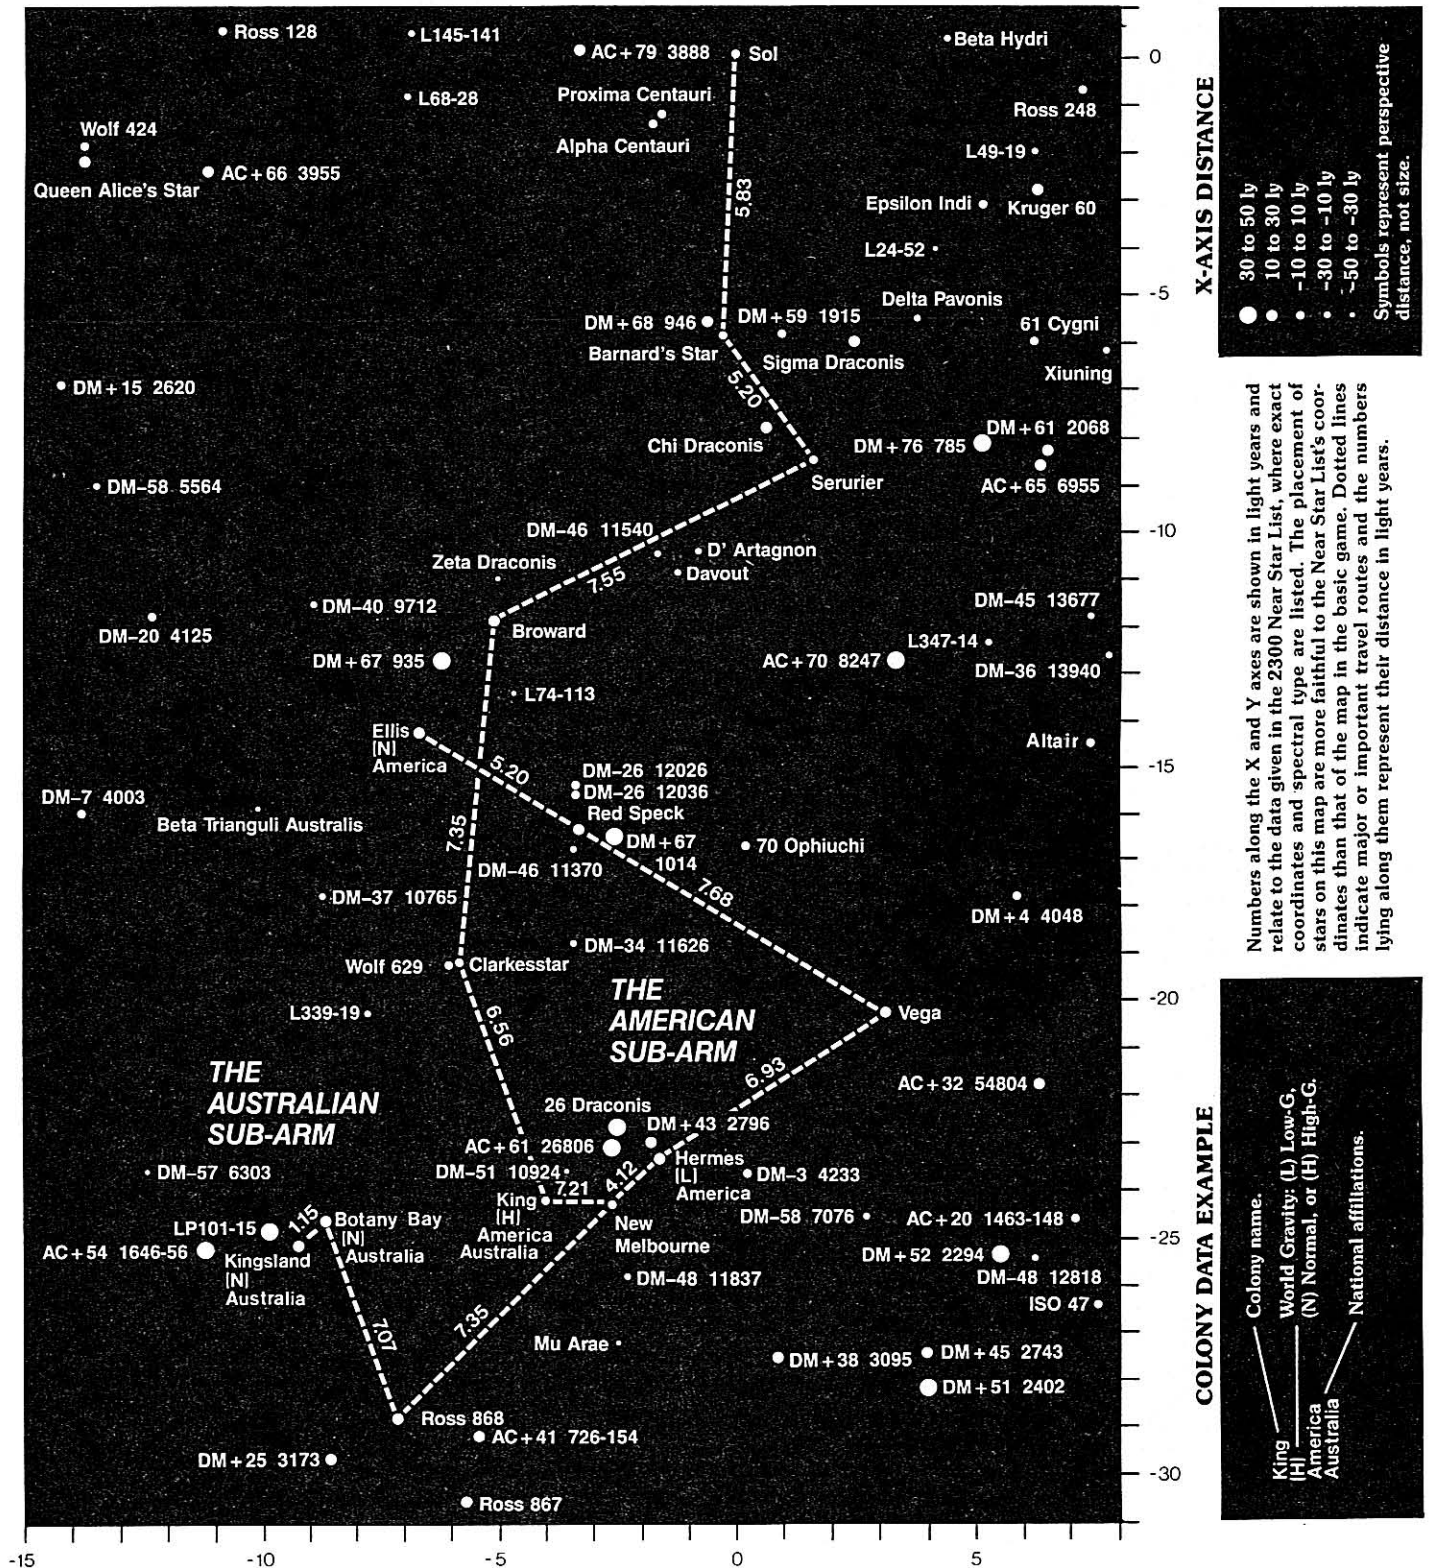 Ross 128
L145-141
AC+79 3888
Sol
Beta Hydri
0
Proxima Centauri
L68-28
Ross 248
Wolf 424
Alpha Centauri
L49-19
Queen Alice's Star
AC+66 3955
Epsilon Indi
Kruger 60
5.83
L24-52
Delta Pavonis
-5
DM+68 946
DM+59 1915
61 Cygni
Barnard's Star
Sigma Draconis
Xiuning
DM+15 2620
5.20
Chi Draconis
DM+61 2068
DM+76 785
Serurier
AC+65 6955
DM-58 5564
-10
DM-46 11540
D' Artagnon
Zeta Draconis
Davout
7.55
DM-40 9712
DM-45 13677
DM-20 4125
Broward
L347-14
DM+67 935
AC+70 8247
DM-36 13940
L74-113
Ellis
[N]
America
Altair
5.20
DM-26 12026
DM-26 12036
-15
DM-7 4003
Beta Trianguli Australis
Red Speck
7.35
DM+67
1014
70 Ophiuchi
DM-46 11370
7.68
DM-37 10765
DM+4 4048
DM-34 11626
Wolf 629
Clarkesstar
THE
AMERICAN
SUB-ARM
-20
L339-19
6.56
Vega
THE
AUSTRALIAN
SUB-ARM
6.93
AC+32 54804
26 Draconis
DM+43 2796
AC+61 26806
DM-57 6303
DM-51 10924
4.12
Hermes
[L]
America
DM-3 4233
7.21
King
[H]
America
Australia
New
Melbourne
DM-58 7076
AC+20 1463-148
LP101-15
1.15
Botany Bay
[N]
Australia
-25
AC+54 1646-56
Kingsland
[N]
Australia
DM+52 2294
DM-48 11837
DM-48 12818
ISO 47
7.07
7.35
Mu Arae
DM+38 3095
DM+45 2743
DM+51 2402
Ross 868
AC+41 726-154
DM+25 3173
-30
Ross 867
-15
-10
-5
0
5
X-AXIS DISTANCE
30 to 50 ly
10 to 30 ly
-10 to 10 ly
-30 to -10 ly
-50 to -30 ly
Symbols represent perspective
distance, not size.
Numbers along the X and Y axes are shown in light years and
relate to the data given in the 2300 Near Star List, where exact
coordinates and spectral type are listed. The placement of
stars on this map are more faithful to the Near Star List's coor-
dinates than that of the map in the basic game. Dotted lines
indicate major or important travel routes and the numbers
lying along them represent their distance in light years.
COLONY DATA EXAMPLE
King
[H]
America
Australia
Colony name.
World Gravity: (L) Low-G,
(N) Normal, or (H) High-G.
National affiliations.